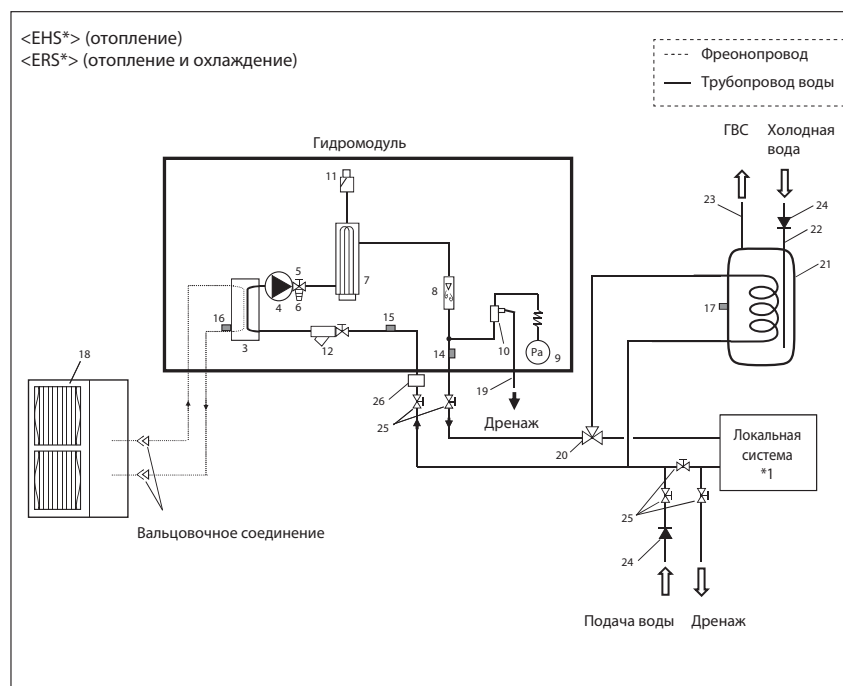 <EHS*> (отопление)
<ERS*> (отопление и охлаждение)
Фреонопровод
Трубопровод воды
Гидромодуль
ГВС
Холодная
вода
11
23
24
22
5
7
21
4
6
8
16
15
17
3
12
14
10
Pa
9
18
26
19
25
Дренаж
20
Локальная
система
*1
25
Вальцовочное соединение
24
Подача воды
Дренаж